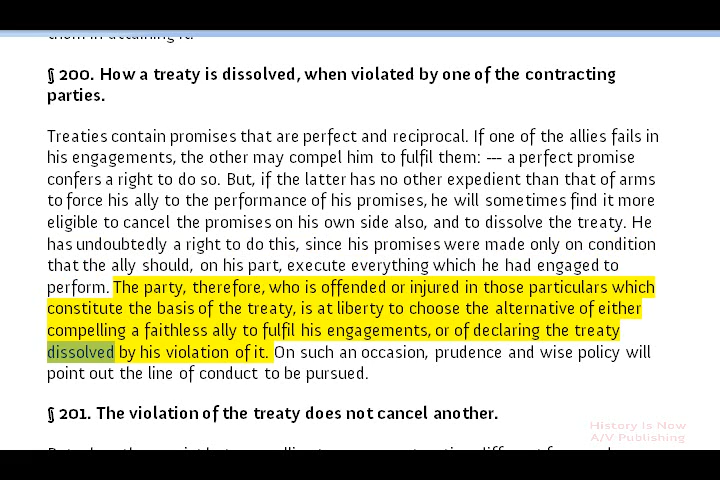 them in attaining it.
§ 200. How a treaty is dissolved, when violated by one of the contracting
parties.
Treaties contain promises that are perfect and reciprocal. If one of the allies fails in
his engagements, the other may compel him to fulfil them: --- a perfect promise
confers a right to do so. But, if the latter has no other expedient than that of arms
to force his ally to the performance of his promises, he will sometimes find it more
eligible to cancel the promises on his own side also, and to dissolve the treaty. He
has undoubtedly a right to do this, since his promises were made only on condition
that the ally should, on his part, execute everything which he had engaged to
perform. The party, therefore, who is offended or injured in those particulars which
constitute the basis of the treaty, is at liberty to choose the alternative of either
compelling a faithless ally to fulfil his engagements, or of declaring the treaty
dissolved by his violation of it. On such an occasion, prudence and wise policy will
point out the line of conduct to be pursued.
§ 201. The violation of the treaty does not cancel another.
History Is Now
A/V Publishing